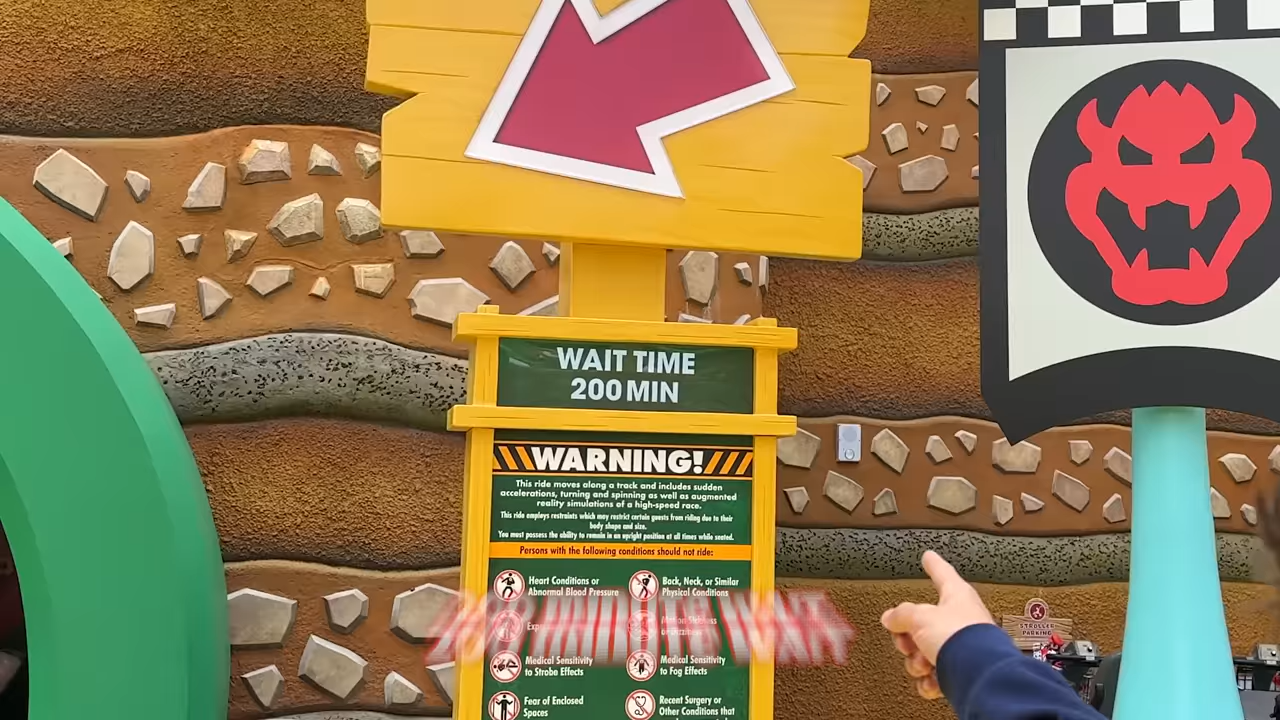 WAIT TIME
200 MIN
WARNING!
This ride moves along a track and includes sudden
accelerations, turning and spinning as well as augmented
reality simulations of a high-speed race.
This ride employs restraints which may restrict certain guests from riding due to their
body shape and size.
You must possess the ability to remain in an upright position at all times while seated.
Persons with the following conditions should not ride:
Heart Conditions or
Abnormal Blood Pressure
Back, Neck, or Similar
Physical Conditions
Motion Sickness
or Dizziness
Medical Sensitivity
to Strobe Effects
Medical Sensitivity
to Fog Effects
Fear of Enclosed
Spaces
Recent Surgery or
Other Conditions that
STROLLER
PARKING